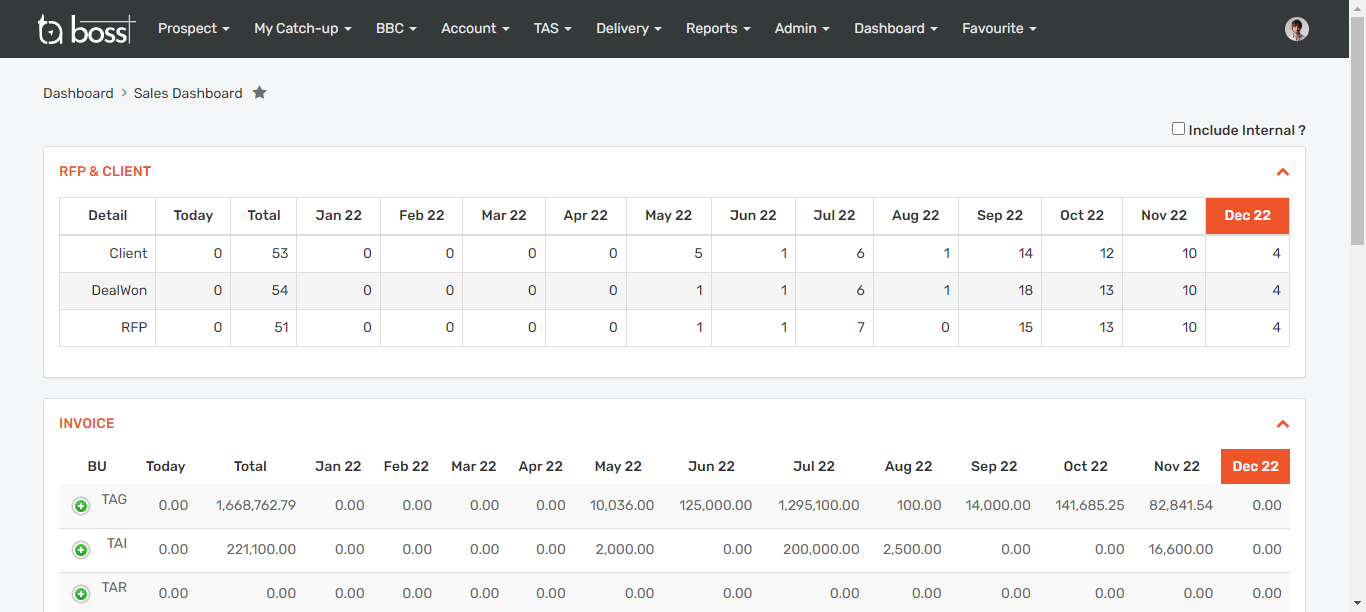 ta boss Prospect My Catch-up BBC Account TAS Delivery Reports Admin Dashboard Favourite
Dashboard > Sales Dashboard
Include Internal ?
RFP & CLIENT
Detail Today Total Jan 22 Feb 22 Mar 22 Apr 22 May 22 Jun 22 Jul 22 Aug 22 Sep 22 Oct 22 Nov 22 Dec 22
Client 0 53 0 0 0 0 5 1 6 1 14 12 10 4
DealWon 0 54 0 0 0 0 1 1 6 1 18 13 10 4
RFP 0 51 0 0 0 0 1 1 7 0 15 13 10 4
INVOICE
BU Today Total Jan 22 Feb 22 Mar 22 Apr 22 May 22 Jun 22 Jul 22 Aug 22 Sep 22 Oct 22 Nov 22 Dec 22
TAG 0.00 1,668,762.79 0.00 0.00 0.00 0.00 10,036.00 125,000.00 1,295,100.00 100.00 14,000.00 141,685.25 82,841.54 0.00
TAI 0.00 221,100.00 0.00 0.00 0.00 0.00 2,000.00 0.00 200,000.00 2,500.00 0.00 0.00 16,600.00 0.00
TAR 0.00 0.00 0.00 0.00 0.00 0.00 0.00 0.00 0.00 0.00 0.00 0.00 0.00 0.00